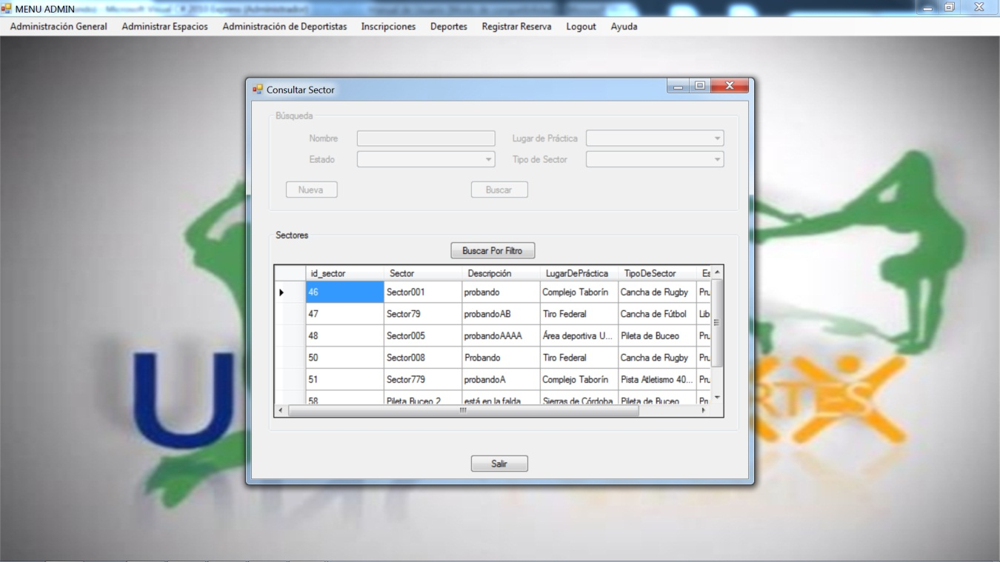 MENU ADMIN
Administración General Administrar Espacios Administración de Deportistas Inscripciones Deportes Registrar Reserva Logout Ayuda
Consultar Sector
Búsqueda
Nombre Lugar de Práctica
Estado Tipo de Sector
Nueva Buscar
Sectores
Buscar Por Filtro
id_sector Sector Descripción LugarDePráctica TipoDeSector Es
46 Sector001 probando Complejo Taborín Cancha de Rugby Pru
47 Sector79 probandoAB Tiro Federal Cancha de Fútbol Lib
48 Sector005 probandoAAAA Área deportiva U... Pileta de Buceo Pru
50 Sector008 Probando Tiro Federal Cancha de Rugby Pru
51 Sector779 probandoA Complejo Taborín Pista Atletismo 40... Pru
58 Pileta Buceo 2 está en la falda Sierras de Córdoba Pileta de Buceo Pru
Salir
U RTES